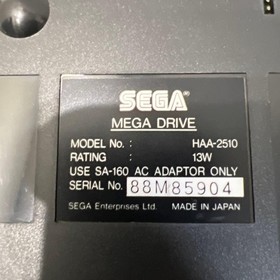 SEGA®
MEGA DRIVE
MODEL No. : HAA-2510
RATING : 13W
USE SA-160 AC ADAPTOR ONLY
SERIAL No. 88M85904
SEGA Enterprises Ltd. MADE IN JAPAN